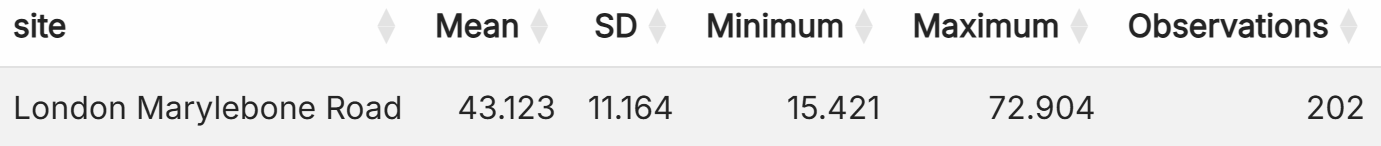 site Mean SD Minimum Maximum Observations
London Marylebone Road 43.123 11.164 15.421 72.904 202